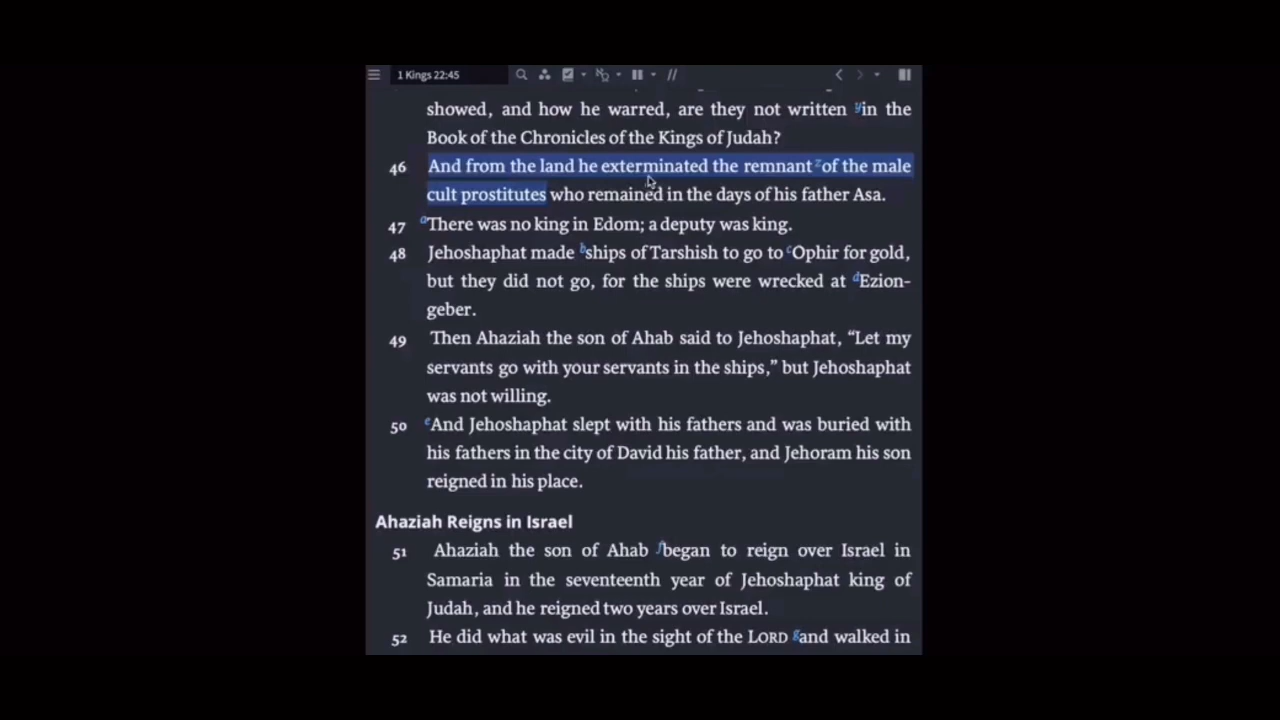 1 Kings 22:45
showed, and how he warred, are they not written y in the
Book of the Chronicles of the Kings of Judah?
46 And from the land he exterminated the remnant z of the male
cult prostitutes who remained in the days of his father Asa.
47 a There was no king in Edom; a deputy was king.
48 Jehoshaphat made b ships of Tarshish to go to c Ophir for gold,
but they did not go, for the ships were wrecked at d Ezion-
geber.
49 Then Ahaziah the son of Ahab said to Jehoshaphat, “Let my
servants go with your servants in the ships,” but Jehoshaphat
was not willing.
50 e And Jehoshaphat slept with his fathers and was buried with
his fathers in the city of David his father, and Jehoram his son
reigned in his place.
Ahaziah Reigns in Israel
51 Ahaziah the son of Ahab f began to reign over Israel in
Samaria in the seventeenth year of Jehoshaphat king of
Judah, and he reigned two years over Israel.
52 He did what was evil in the sight of the LORD g and walked in